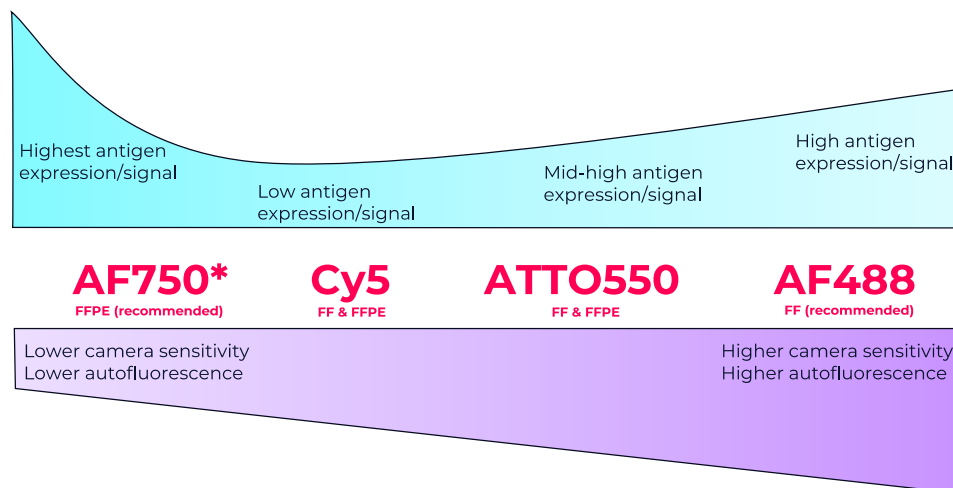 Highest antigen
expression/signal
Low antigen
expression/signal
Mid-high antigen
expression/signal
High antigen
expression/signal
AF750*
FFPE (recommended)
Cy5
FF & FFPE
ATTO550
FF & FFPE
AF488
FF (recommended)
Lower camera sensitivity
Lower autofluorescence
Higher camera sensitivity
Higher autofluorescence